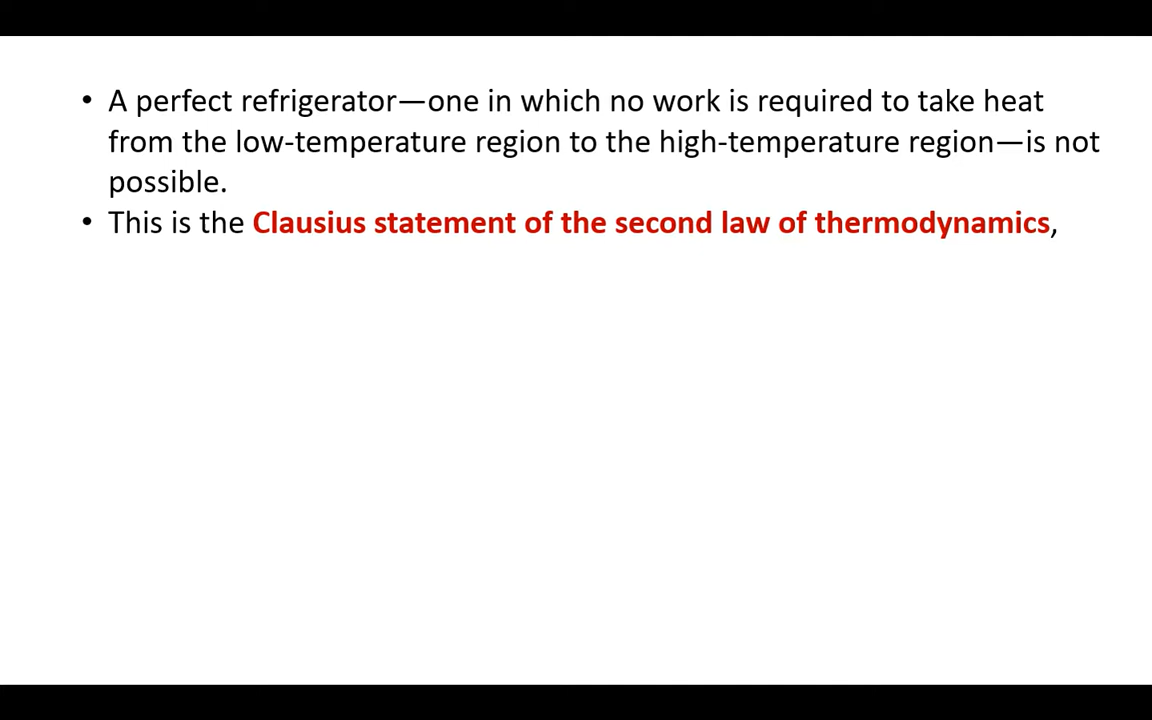 • A perfect refrigerator—one in which no work is required to take heat
from the low-temperature region to the high-temperature region—is not
possible.
• This is the Clausius statement of the second law of thermodynamics,